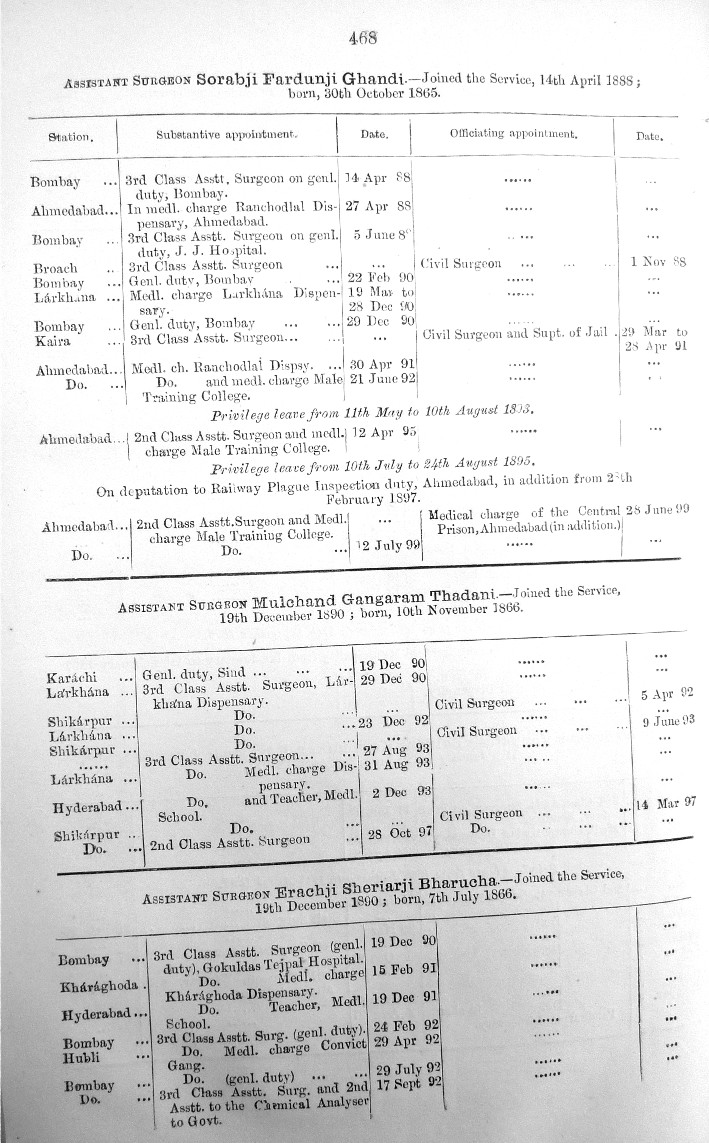 468
ASSISTANT SURGEON Sorabji Fardunji Ghandi.—Joined the Service, 14th April 1888;
born, 30th October 1865.
Station. Substantive appointment. Date. Officiating appointment. Date.
Bombay ... 3rd Class Asstt. Surgeon on genl. 14 Apr 88 ...... ...
duty, Bombay.
Ahmedabad... In medl. charge Ranchodlal Dis- 27 Apr 88 ...... ...
pensary, Ahmedabad.
Bombay ... 3rd Class Asstt. Surgeon on genl. 5 June 8 ...... ...
duty, J. J. Hospital.
Broach ... 3rd Class Asstt. Surgeon ... ... Civil Surgeon ... ... ... 1 Nov 88
Bombay ... Genl. duty, Bombay ... 22 Feb 90 ...... ...
Lárkhána ... Medl. charge Larkhána Dispen- 19 Mar to ...... ...
sary. 28 Dec 90
Bombay ... Genl. duty, Bombay ... ... 29 Dec 90 ...... ...
Kaira ... 3rd Class Asstt. Surgeon... ... ... Civil Surgeon and Supt. of Jail . 29 Mar to
28 Apr 91
Ahmedabad... Medl. ch. Ranchodlal Dispsy. ... 30 Apr 91 ...... ...
Do. ... Do. and medl. charge Male 21 June 92 ...... ...
Training College.
Privilege leave from 11th May to 10th August 1893.
Ahmedabad... 2nd Class Asstt. Surgeon and medl. 12 Apr 95 ...... ...
charge Male Training College.
Privilege leave from 10th July to 24th August 1895.
On deputation to Railway Plague Inspection duty, Ahmedabad, in addition from
February 1897.
Ahmedabad... 2nd Class Asstt. Surgeon and Medl. ... Medical charge of the Central 28 June 99
charge Male Training College. Prison, Ahmedabad (in addition.)
Do. ... Do. ... 12 July 99 ...... ...
ASSISTANT SURGEON Mulchand Gangaram Thadani.—Joined the Service,
19th December 1890; born, 10th November 1866.
Karáchi ... Genl. duty, Sind ... ... ... 19 Dec 90 ...... ...
Lárkhána ... 3rd Class Asstt. Surgeon, Lár- 29 Dec 90 ...... ...
khána Dispensary.
Shikárpur ... Do. ... Civil Surgeon ... ... ... 5 Apr 92
Lárkhána ... Do. ... 23 Dec 92 ...... ...
Shikárpur ... Do. ... Civil Surgeon ... ... 9 June 93
...... 3rd Class Asstt. Surgeon... ... 27 Aug 93 ...... ...
Lárkhána ... Do. Medl. charge Dis- 31 Aug 93 ...... ...
pensary.
Hyderabad... Do. and Teacher, Medl. 2 Dec 93 ...... ...
School.
Shikárpur ... Do. ... ... Civil Surgeon ... ... ... 14 Mar 97
Do. ... 2nd Class Asstt. Surgeon ... 28 Oct 97 Do. ... ... ...
ASSISTANT SURGEON Erachji Sheriarji Bharucha.—Joined the Service,
19th December 1890; born, 7th July 1866.
Bombay ... 3rd Class Asstt. Surgeon (genl. 19 Dec 90 ...... ...
duty), Gokuldas Tejpal Hospital.
Khárághoda . Do. Medl. charge 15 Feb 91 ...... ...
Khárághoda Dispensary.
Hyderabad... Do. Teacher, Medl. 19 Dec 91 ...... ...
School.
Bombay ... 3rd Class Asstt. Surg. (genl. duty). 24 Feb 92 ...... ...
Hubli ... Do. Medl. charge Convict 29 Apr 92 ...... ...
Gang.
Bombay ... Do. (genl. duty) ... ... 29 July 92 ...... ...
Do. ... 3rd Class Asstt. Surg. and 2nd 17 Sept 92 ...... ...
Asstt. to the Chemical Analyser
to Govt.